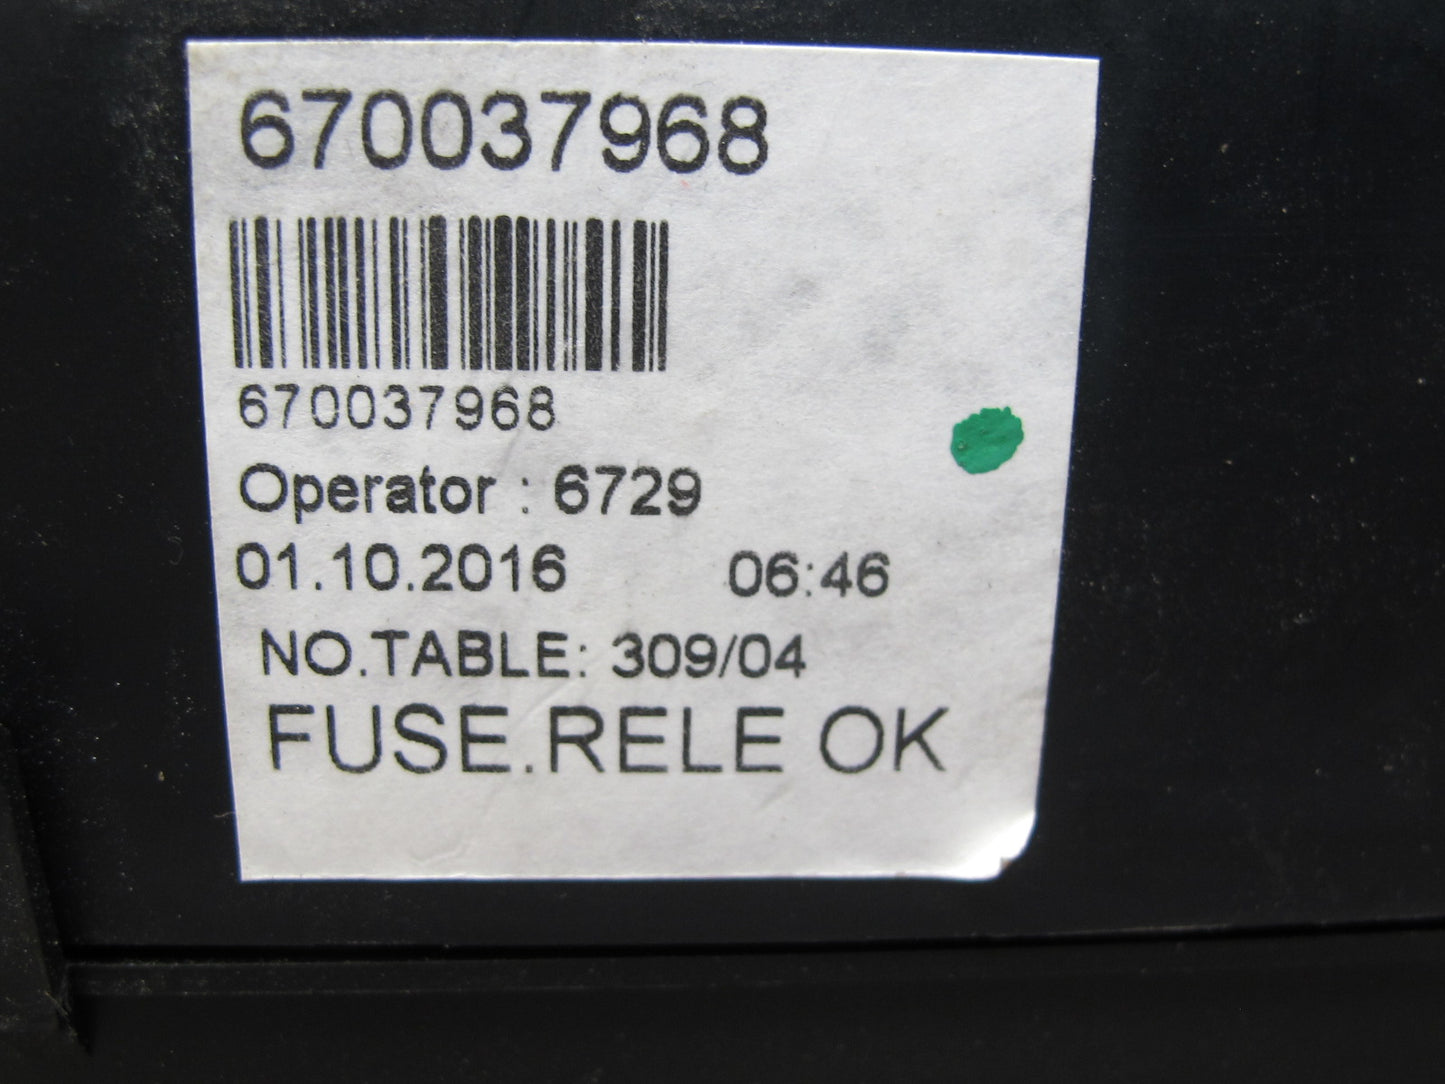 670037968
670037968
Operator : 6729
01.10.2016 06:46
NO.TABLE: 309/04
FUSE.RELE OK